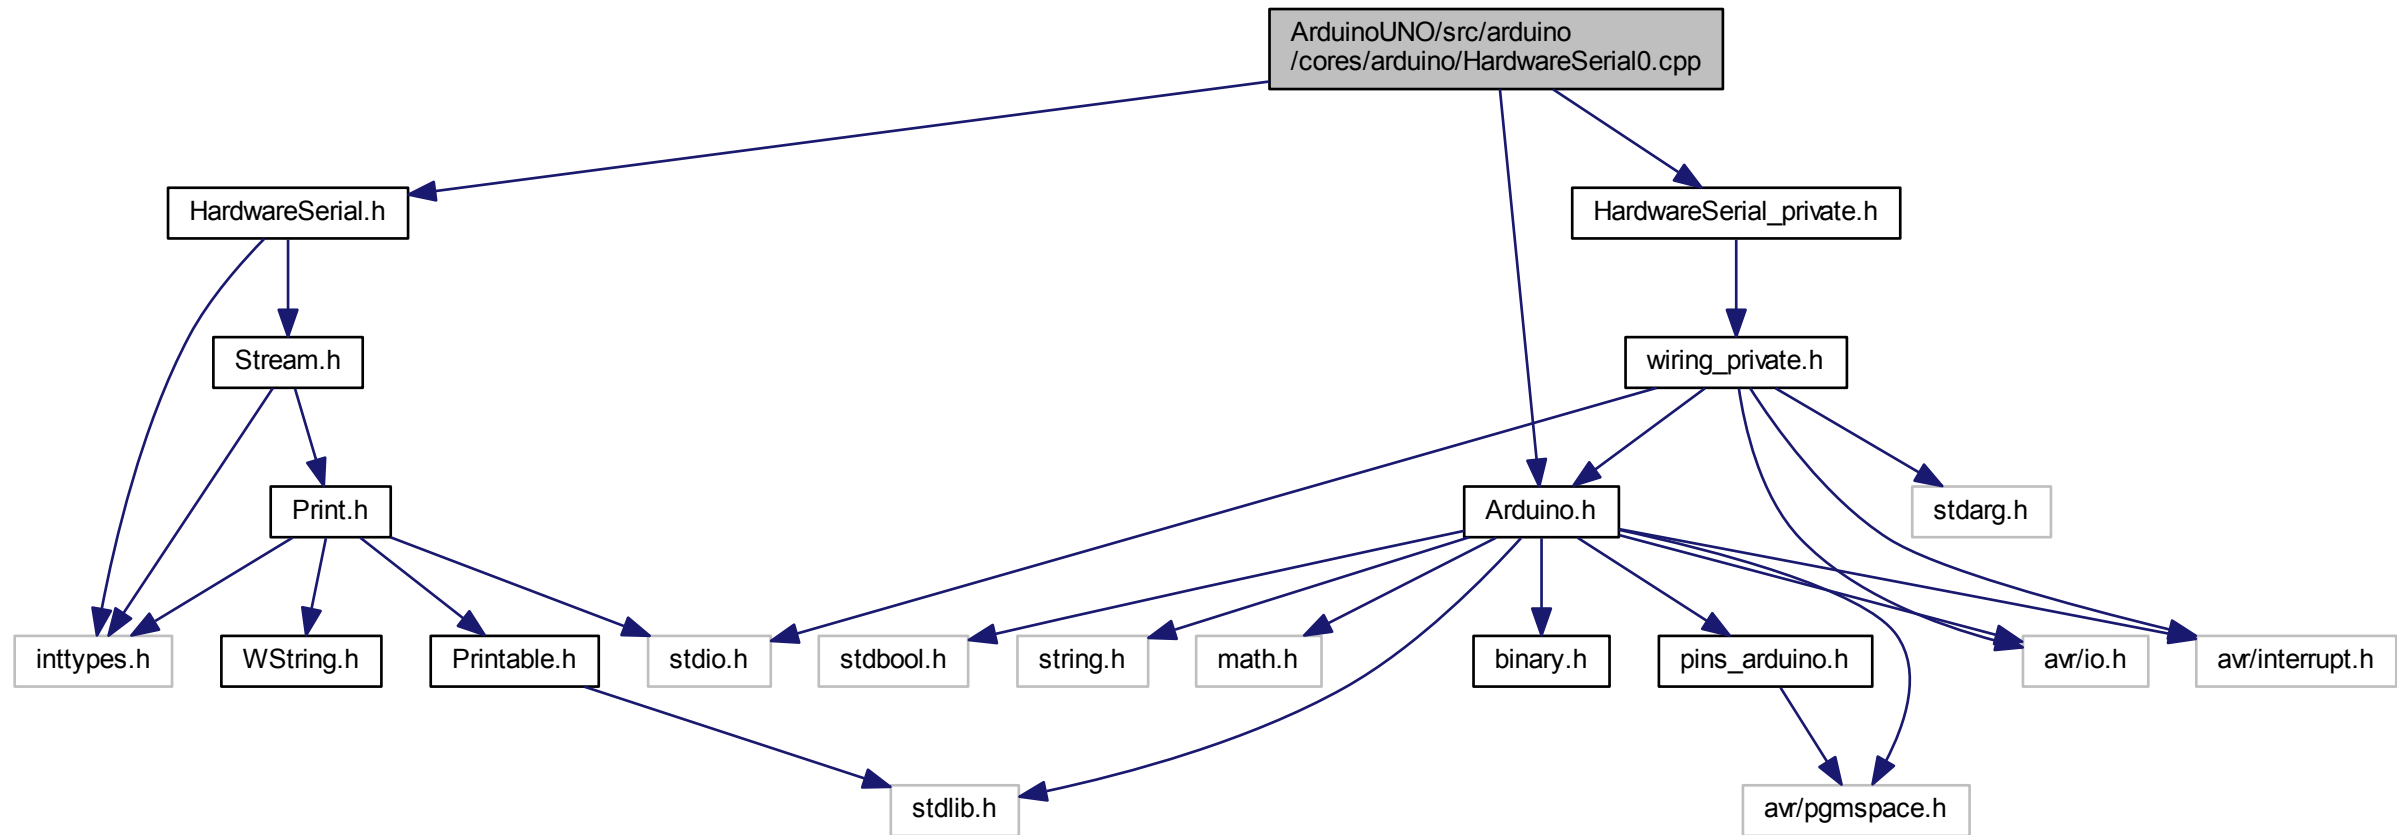 ArduinoUNO/src/arduino
/cores/arduino/HardwareSerial0.cpp
HardwareSerial.h
HardwareSerial_private.h
Stream.h
wiring_private.h
Print.h
Arduino.h
stdarg.h
inttypes.h
WString.h
Printable.h
stdio.h
stdbool.h
string.h
math.h
binary.h
pins_arduino.h
avr/io.h
avr/interrupt.h
stdlib.h
avr/pgmspace.h